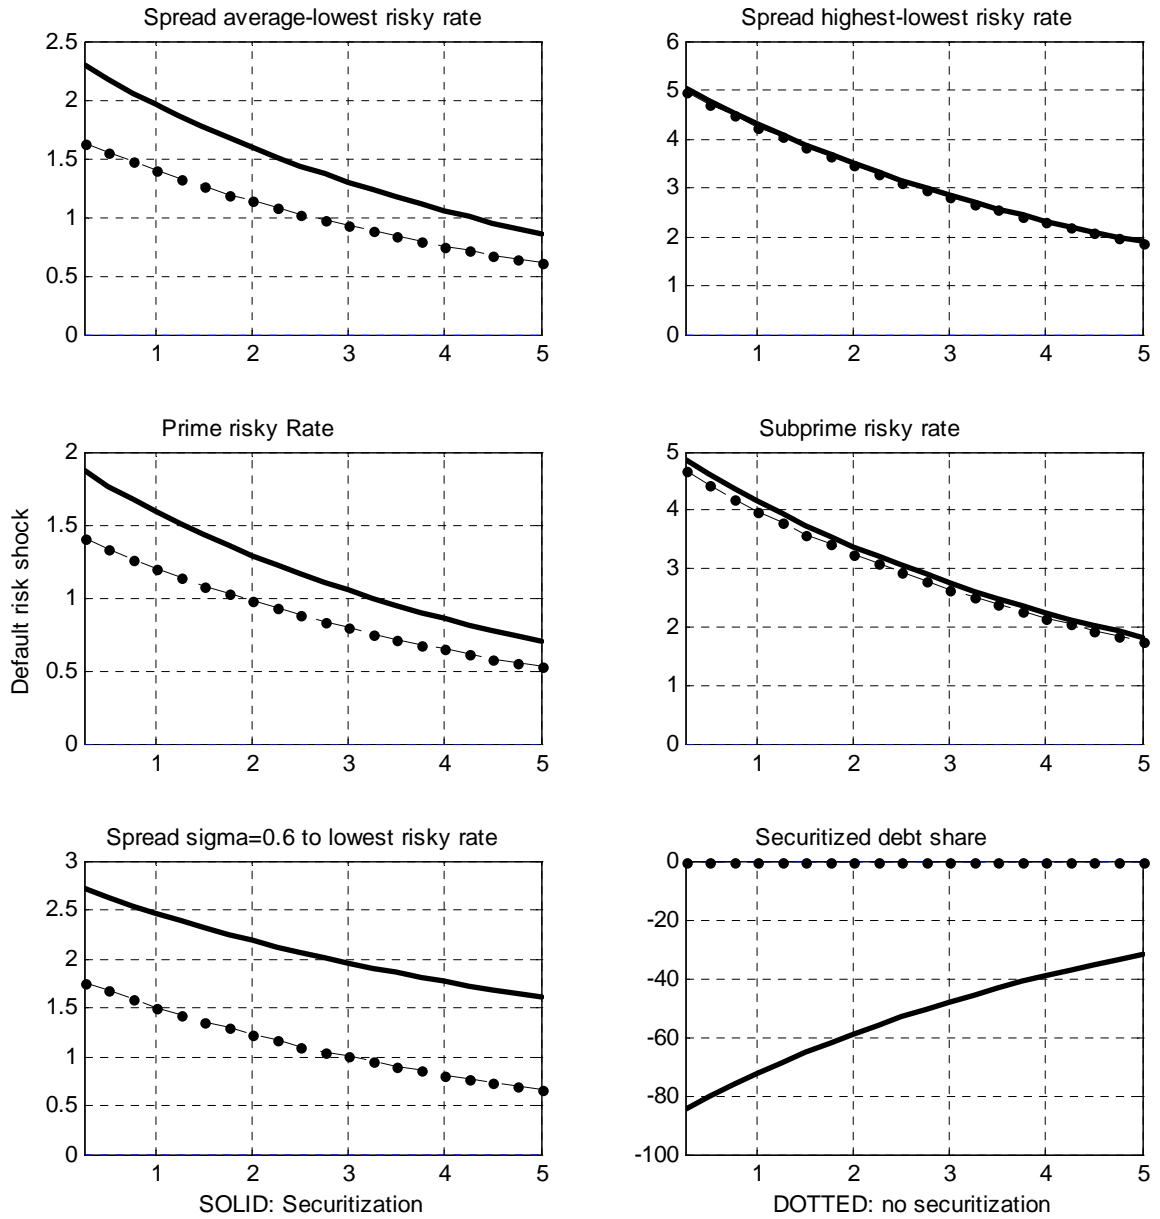 Spread average-lowest risky rate
2.5
2
1.5
1
0.5
0
1 2 3 4 5
Spread highest-lowest risky rate
6
5
4
3
2
1
0
1 2 3 4 5
Default risk shock
Prime risky Rate
2
1.5
1
0.5
0
1 2 3 4 5
Subprime risky rate
5
4
3
2
1
0
1 2 3 4 5
Spread sigma=0.6 to lowest risky rate
3
2.5
2
1.5
1
0.5
0
1 2 3 4 5
SOLID: Securitization
Securitized debt share
0
-20
-40
-60
-80
-100
1 2 3 4 5
DOTTED: no securitization